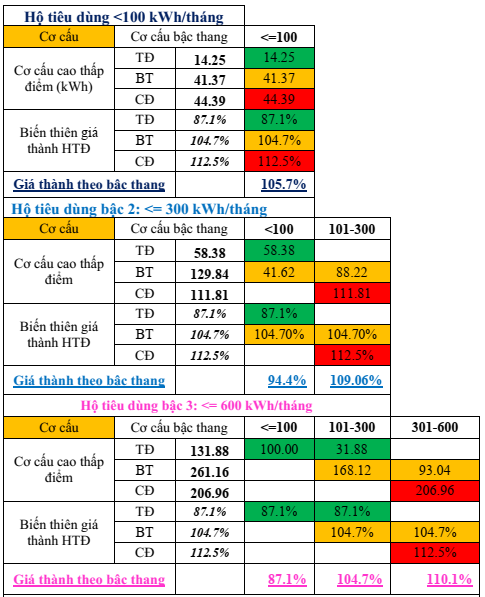 Hộ tiêu dùng <100 kWh/tháng
Cơ cấu Cơ cấu bậc thang <=100
Cơ cấu cao thấp điểm (kWh) TĐ 14.25 14.25
BT 41.37 41.37
CĐ 44.39 44.39
Biến thiên giá thành HTĐ TĐ 87.1% 87.1%
BT 104.7% 104.7%
CĐ 112.5% 112.5%
Giá thành theo bâc thang 105.7%
Hộ tiêu dùng bậc 2: <= 300 kWh/tháng
Cơ cấu Cơ cấu bậc thang <100 101-300
Cơ cấu cao thấp điểm TĐ 58.38 58.38
BT 129.84 41.62 88.22
CĐ 111.81 111.81
Biến thiên giá thành HTĐ TĐ 87.1% 87.1%
BT 104.7% 104.70% 104.70%
CĐ 112.5% 112.5%
Giá thành theo bâc thang 94.4% 109.06%
Hộ tiêu dùng bậc 3: <= 600 kWh/tháng
Cơ cấu Cơ cấu bậc thang <=100 101-300 301-600
Cơ cấu cao thấp điểm TĐ 131.88 100.00 31.88
BT 261.16 168.12 93.04
CĐ 206.96 206.96
Biến thiên giá thành HTĐ TĐ 87.1% 87.1% 87.1%
BT 104.7% 104.7% 104.7%
CĐ 112.5% 112.5%
Giá thành theo bâc thang 87.1% 104.7% 110.1%